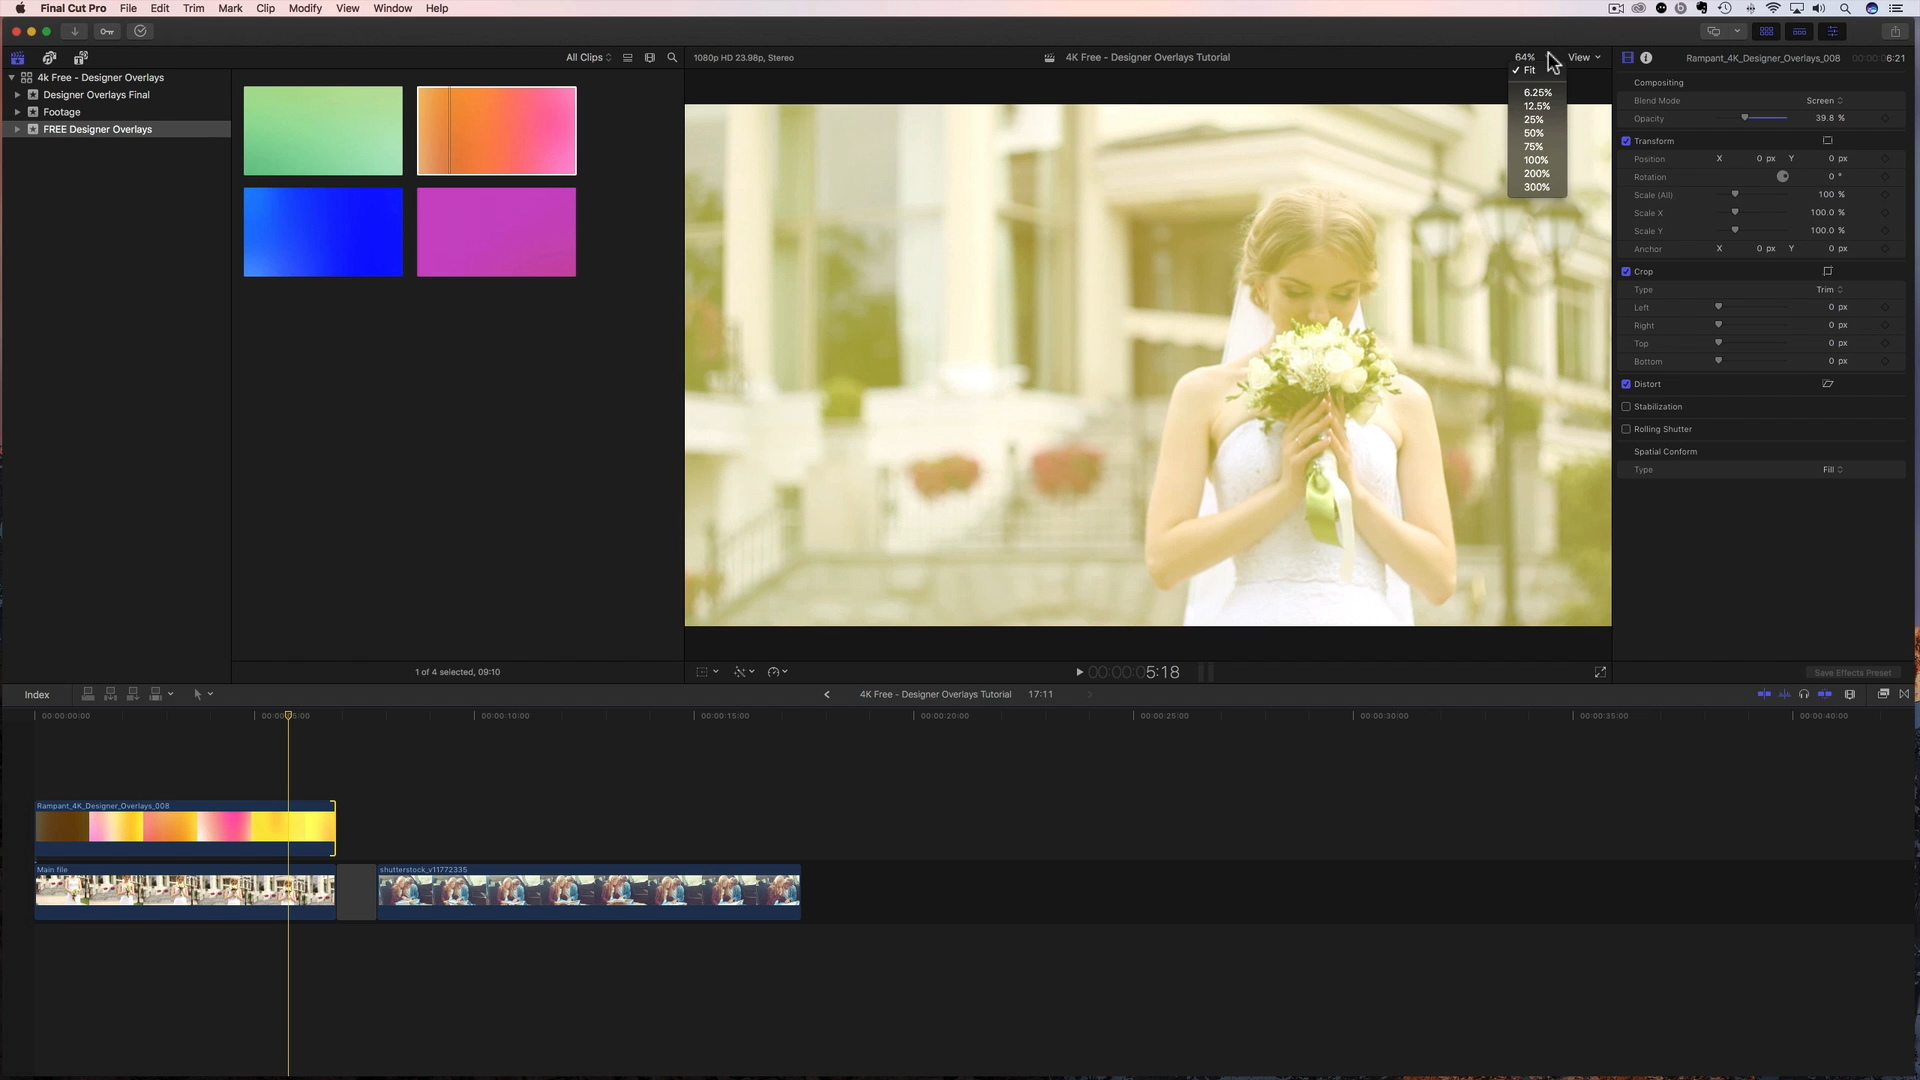 Final Cut Pro File Edit Trim Mark Clip Modify View Window Help
All Clips
1080p HD 23.98p, Stereo
4K Free - Designer Overlays Tutorial
64%
View
Fit
6.25%
12.5%
25%
50%
75%
100%
200%
300%
4k Free - Designer Overlays
Designer Overlays Final
Footage
FREE Designer Overlays
1 of 4 selected, 09:10
00:00:00:05:18
Rampant_4K_Designer_Overlays_008 00:00:06:21
Compositing
Blend Mode Screen
Opacity 39.8 %
Transform
Position X 0 px Y 0 px
Rotation 0 °
Scale (All) 100 %
Scale X 100.0 %
Scale Y 100.0 %
Anchor X 0 px Y 0 px
Crop
Type Trim
Left 0 px
Right 0 px
Top 0 px
Bottom 0 px
Distort
Stabilization
Rolling Shutter
Spatial Conform
Type Fill
Save Effects Preset
Index
4K Free - Designer Overlays Tutorial 17:11
00:00:00:00 00:00:10:00 00:00:15:00 00:00:20:00 00:00:25:00 00:00:30:00 00:00:35:00 00:00:40:00
Rampant_4K_Designer_Overlays_008
Main file
shutterstock_v11772335